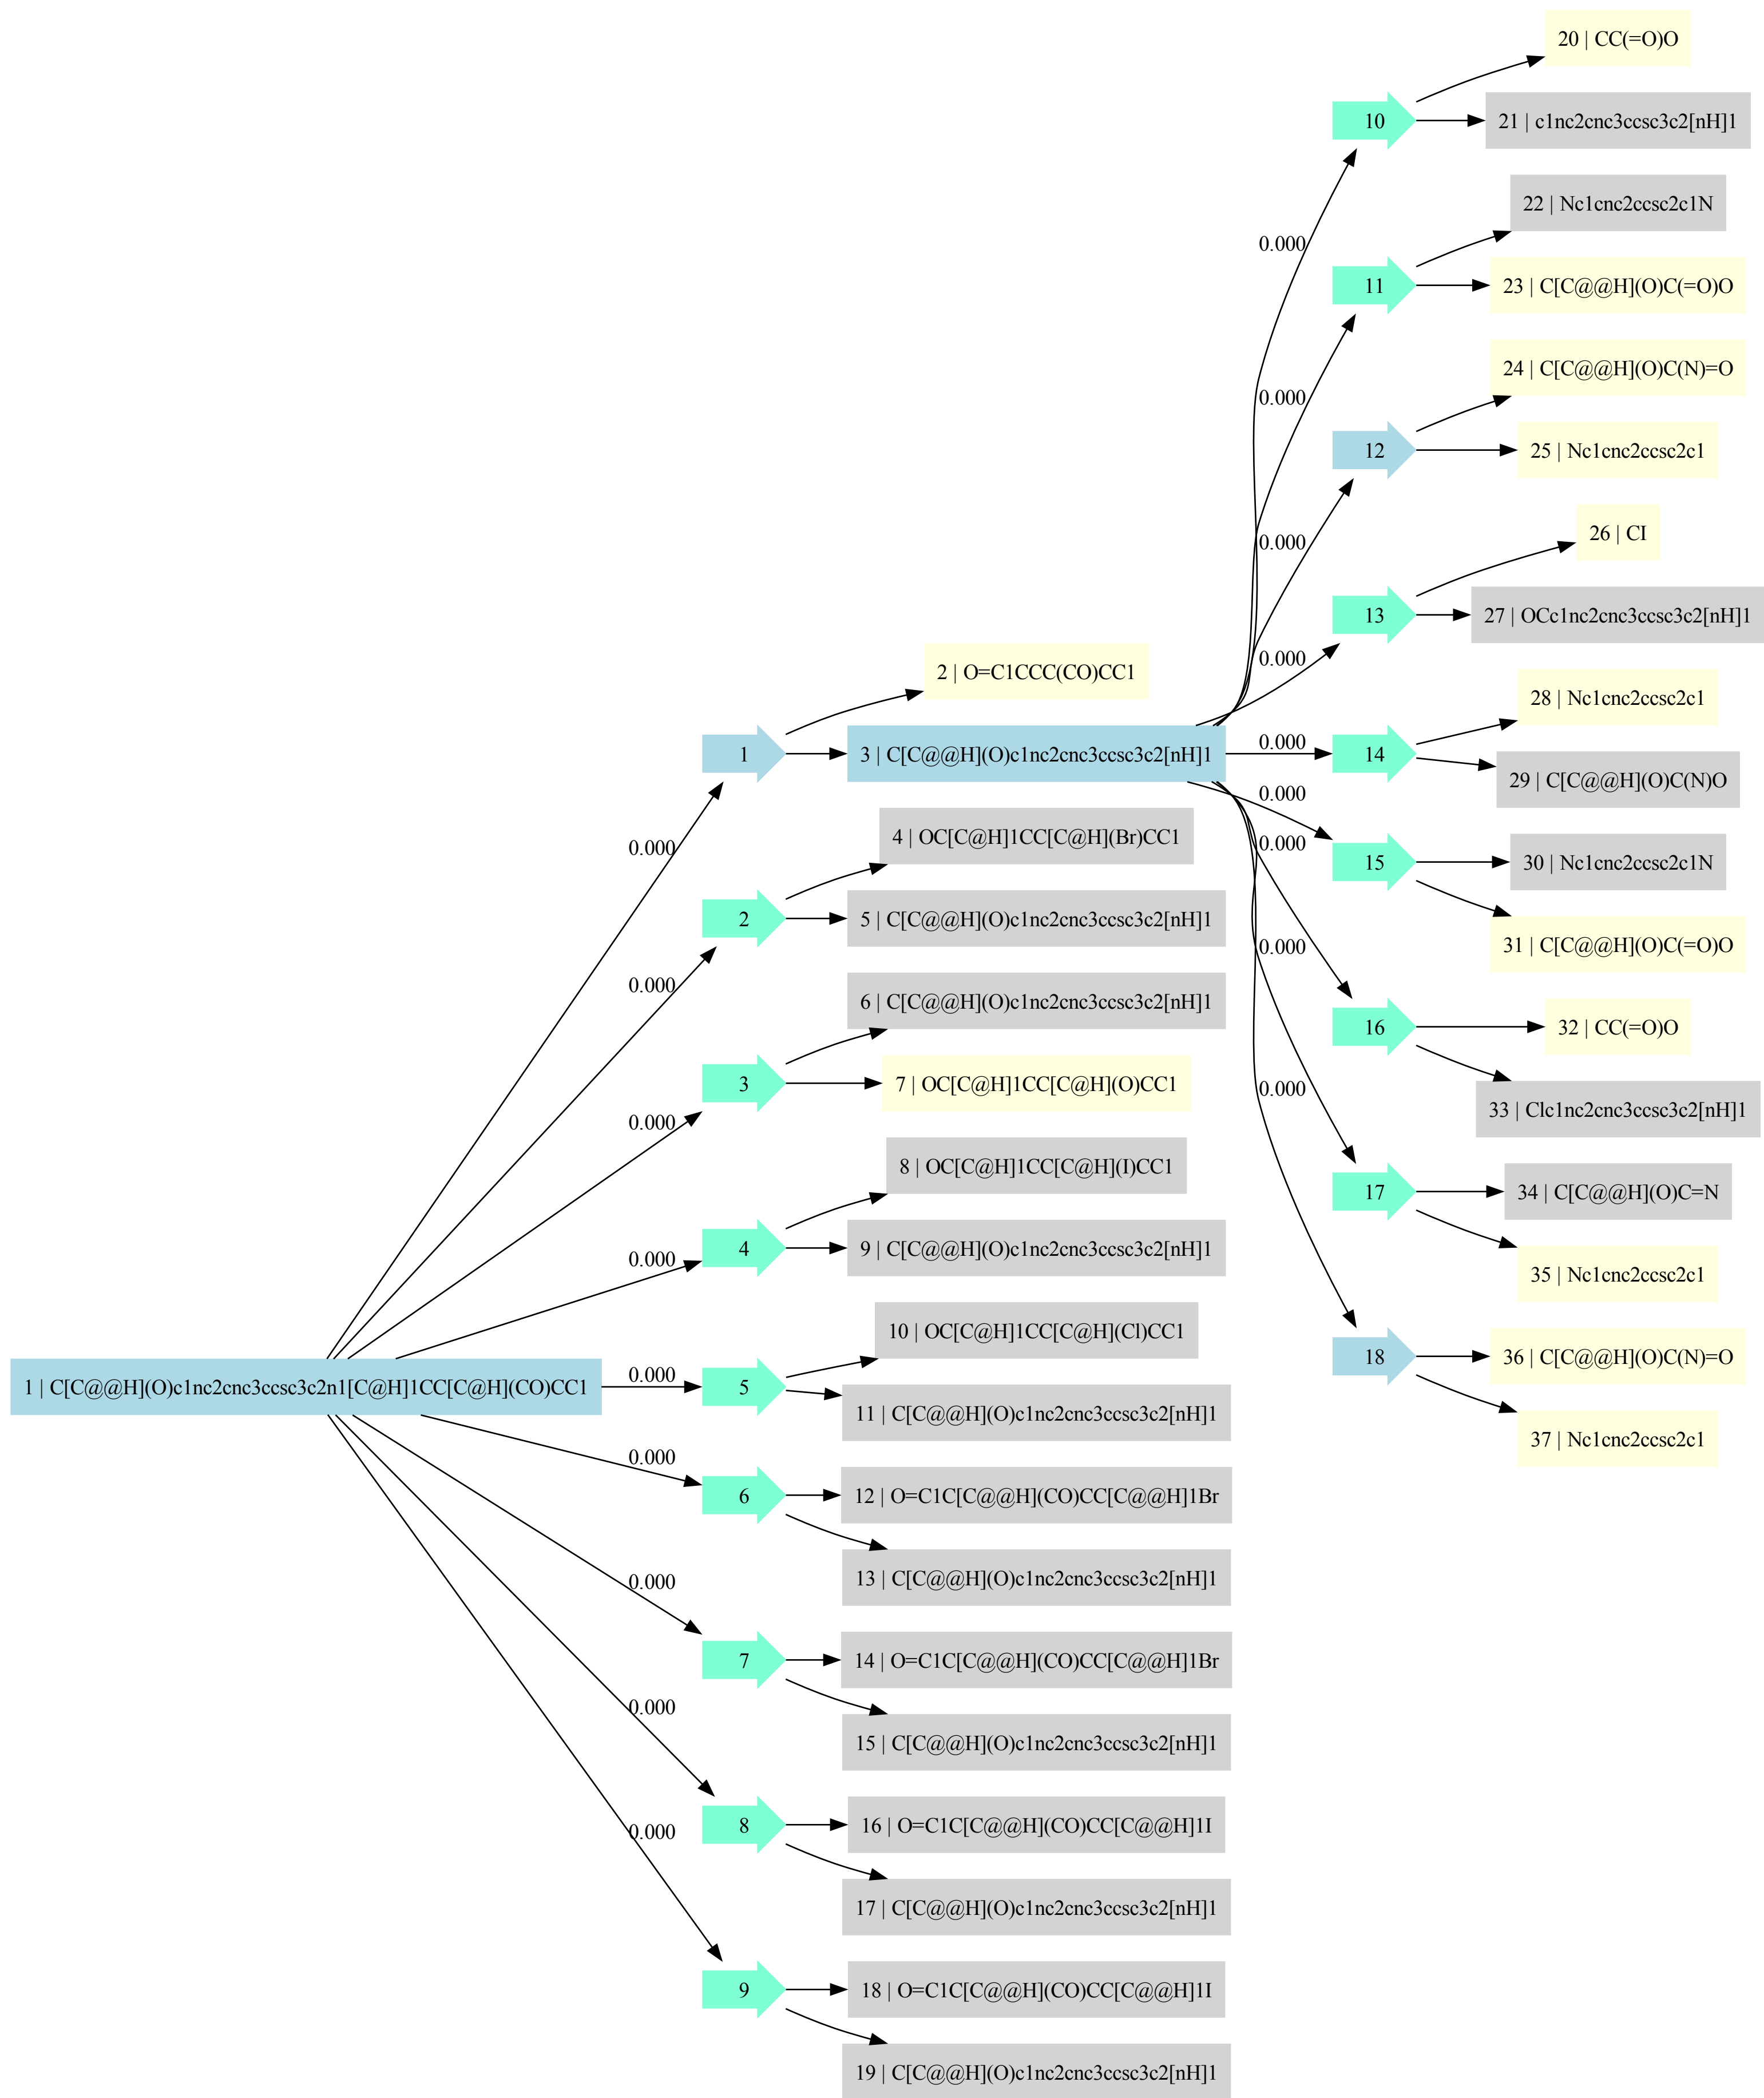 1 | C[C@@H](O)c1nc2cnc3ccsc3c2n1[C@H]1CC[C@H](CO)CC1
0.000
0.000
0.000
0.000
0.000
0.000
0.000
0.000
0.000
1
2
3
4
5
6
7
8
9
2 | O=C1CCC(CO)CC1
3 | C[C@@H](O)c1nc2cnc3ccsc3c2[nH]1
4 | OC[C@H]1CC[C@H](Br)CC1
5 | C[C@@H](O)c1nc2cnc3ccsc3c2[nH]1
6 | C[C@@H](O)c1nc2cnc3ccsc3c2[nH]1
7 | OC[C@H]1CC[C@H](O)CC1
8 | OC[C@H]1CC[C@H](I)CC1
9 | C[C@@H](O)c1nc2cnc3ccsc3c2[nH]1
10 | OC[C@H]1CC[C@H](Cl)CC1
11 | C[C@@H](O)c1nc2cnc3ccsc3c2[nH]1
12 | O=C1C[C@@H](CO)CC[C@@H]1Br
13 | C[C@@H](O)c1nc2cnc3ccsc3c2[nH]1
14 | O=C1C[C@@H](CO)CC[C@@H]1Br
15 | C[C@@H](O)c1nc2cnc3ccsc3c2[nH]1
16 | O=C1C[C@@H](CO)CC[C@@H]1I
17 | C[C@@H](O)c1nc2cnc3ccsc3c2[nH]1
18 | O=C1C[C@@H](CO)CC[C@@H]1I
19 | C[C@@H](O)c1nc2cnc3ccsc3c2[nH]1
0.000
0.000
0.000
0.000
0.000
0.000
0.000
0.000
0.000
10
11
12
13
14
15
16
17
18
20 | CC(=O)O
21 | c1nc2cnc3ccsc3c2[nH]1
22 | Nc1cnc2ccsc2c1N
23 | C[C@@H](O)C(=O)O
24 | C[C@@H](O)C(N)=O
25 | Nc1cnc2ccsc2c1
26 | CI
27 | OCc1nc2cnc3ccsc3c2[nH]1
28 | Nc1cnc2ccsc2c1
29 | C[C@@H](O)C(N)O
30 | Nc1cnc2ccsc2c1N
31 | C[C@@H](O)C(=O)O
32 | CC(=O)O
33 | Clc1nc2cnc3ccsc3c2[nH]1
34 | C[C@@H](O)C=N
35 | Nc1cnc2ccsc2c1
36 | C[C@@H](O)C(N)=O
37 | Nc1cnc2ccsc2c1